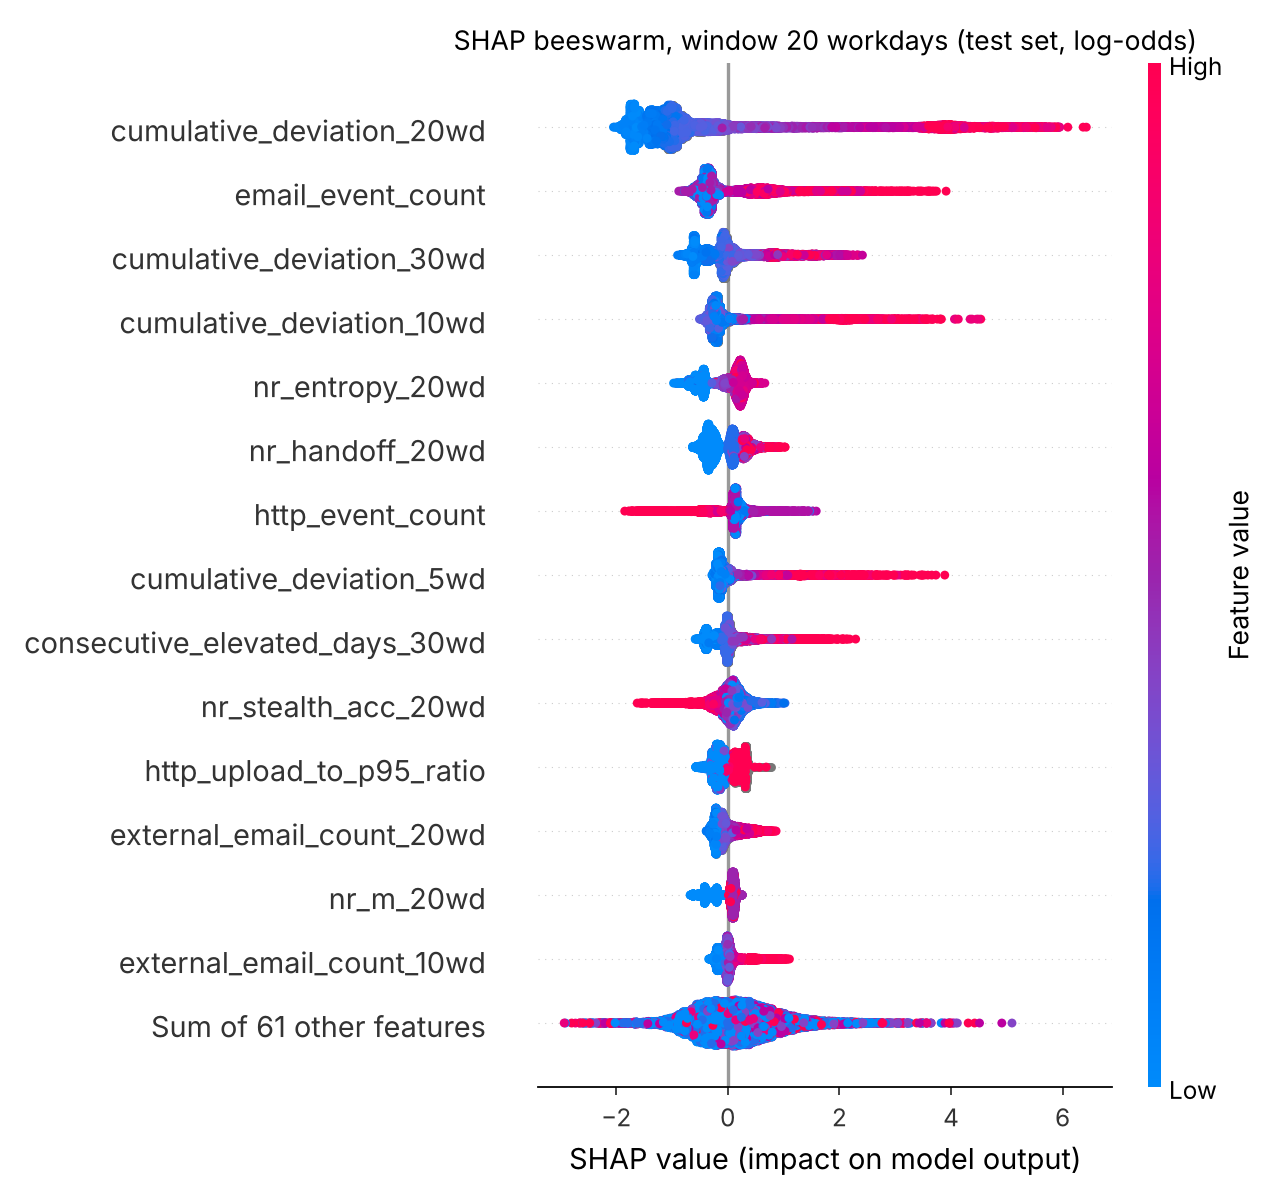 SHAP beeswarm, window 20 workdays (test set, log-odds)
High
cumulative_deviation_20wd
email_event_count
cumulative_deviation_30wd
cumulative_deviation_10wd
nr_entropy_20wd
nr_handoff_20wd
http_event_count
cumulative_deviation_5wd
consecutive_elevated_days_30wd
nr_stealth_acc_20wd
http_upload_to_p95_ratio
external_email_count_20wd
nr_m_20wd
external_email_count_10wd
Sum of 61 other features
Feature value
Low
−2 0 2 4 6
SHAP value (impact on model output)